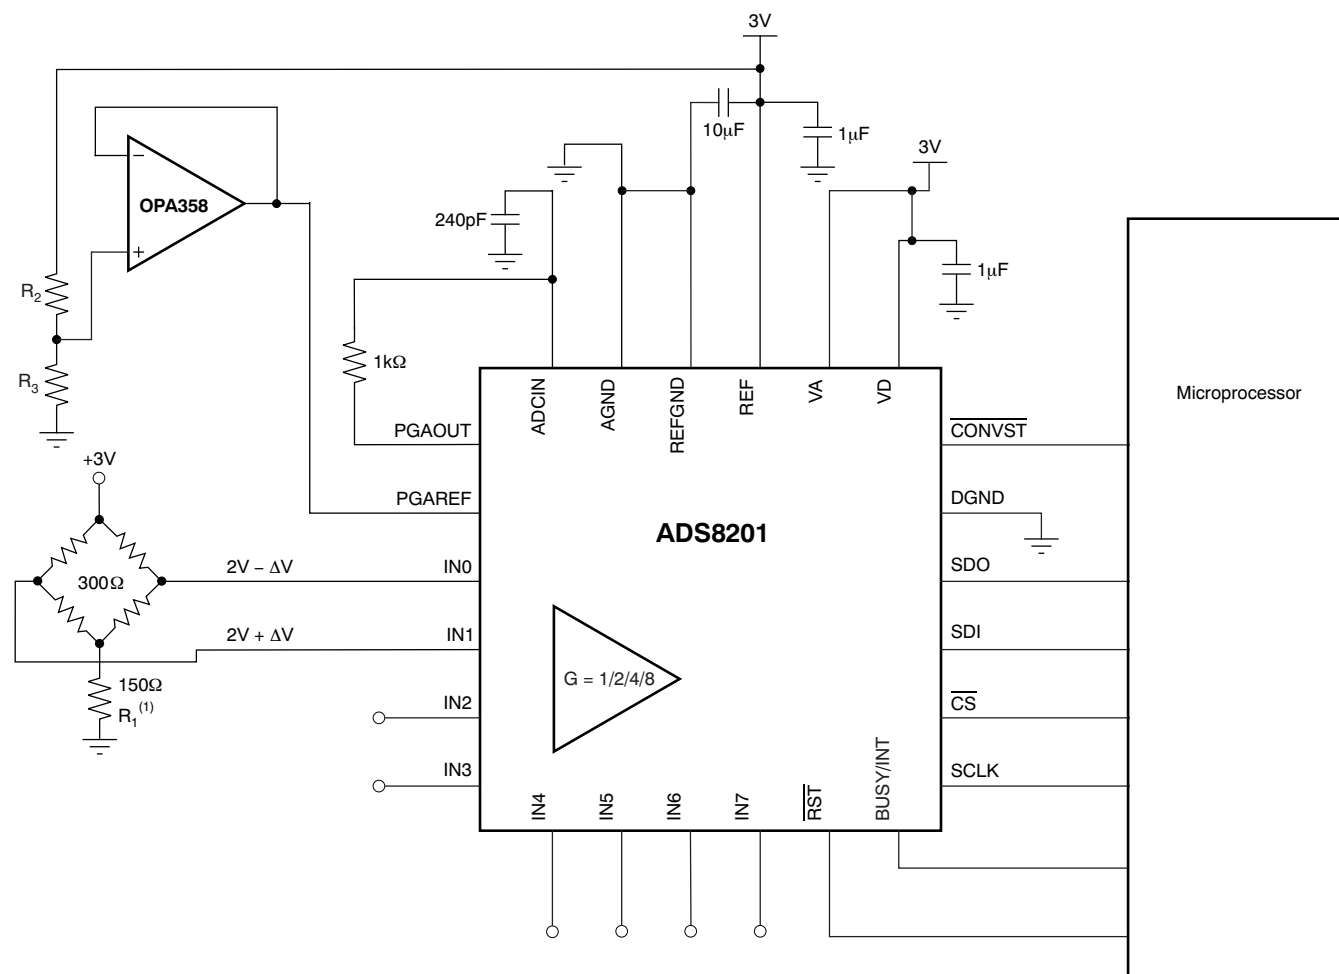 3V
10μF
1μF
3V
−
OPA358
+
240pF
1μF
R2
R3
1kΩ
ADCIN
AGND
REFGND
REF
VA
VD
Microprocessor
PGAOUT
CONVST
+3V
PGAREF
DGND
ADS8201
300Ω
2V − ΔV
IN0
SDO
2V + ΔV
IN1
SDI
150Ω
R1(1)
G = 1/2/4/8
IN2
CS
IN3
SCLK
IN4
IN5
IN6
IN7
RST
BUSY/INT